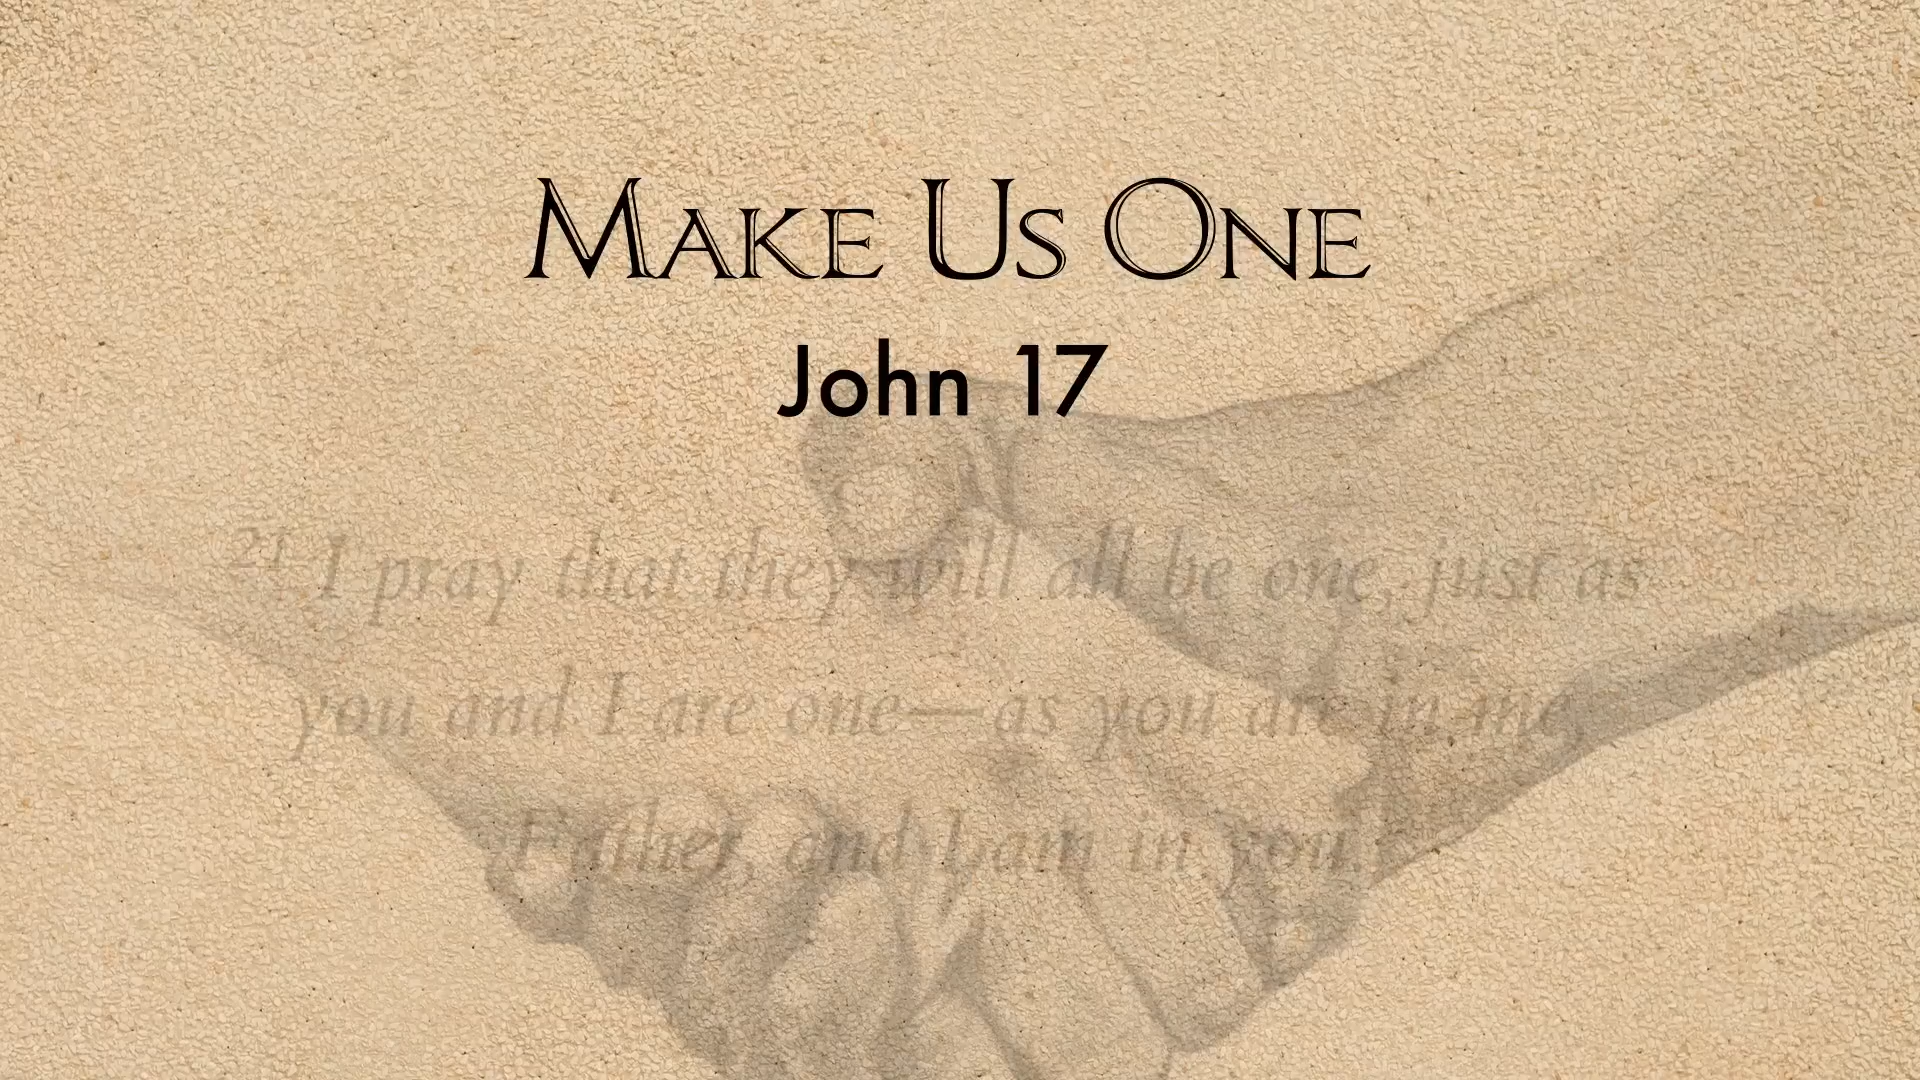 Make Us One
John 17
21 I pray that they will all be one, just as
you and I are one—as you are in me,
Father, and I am in you.